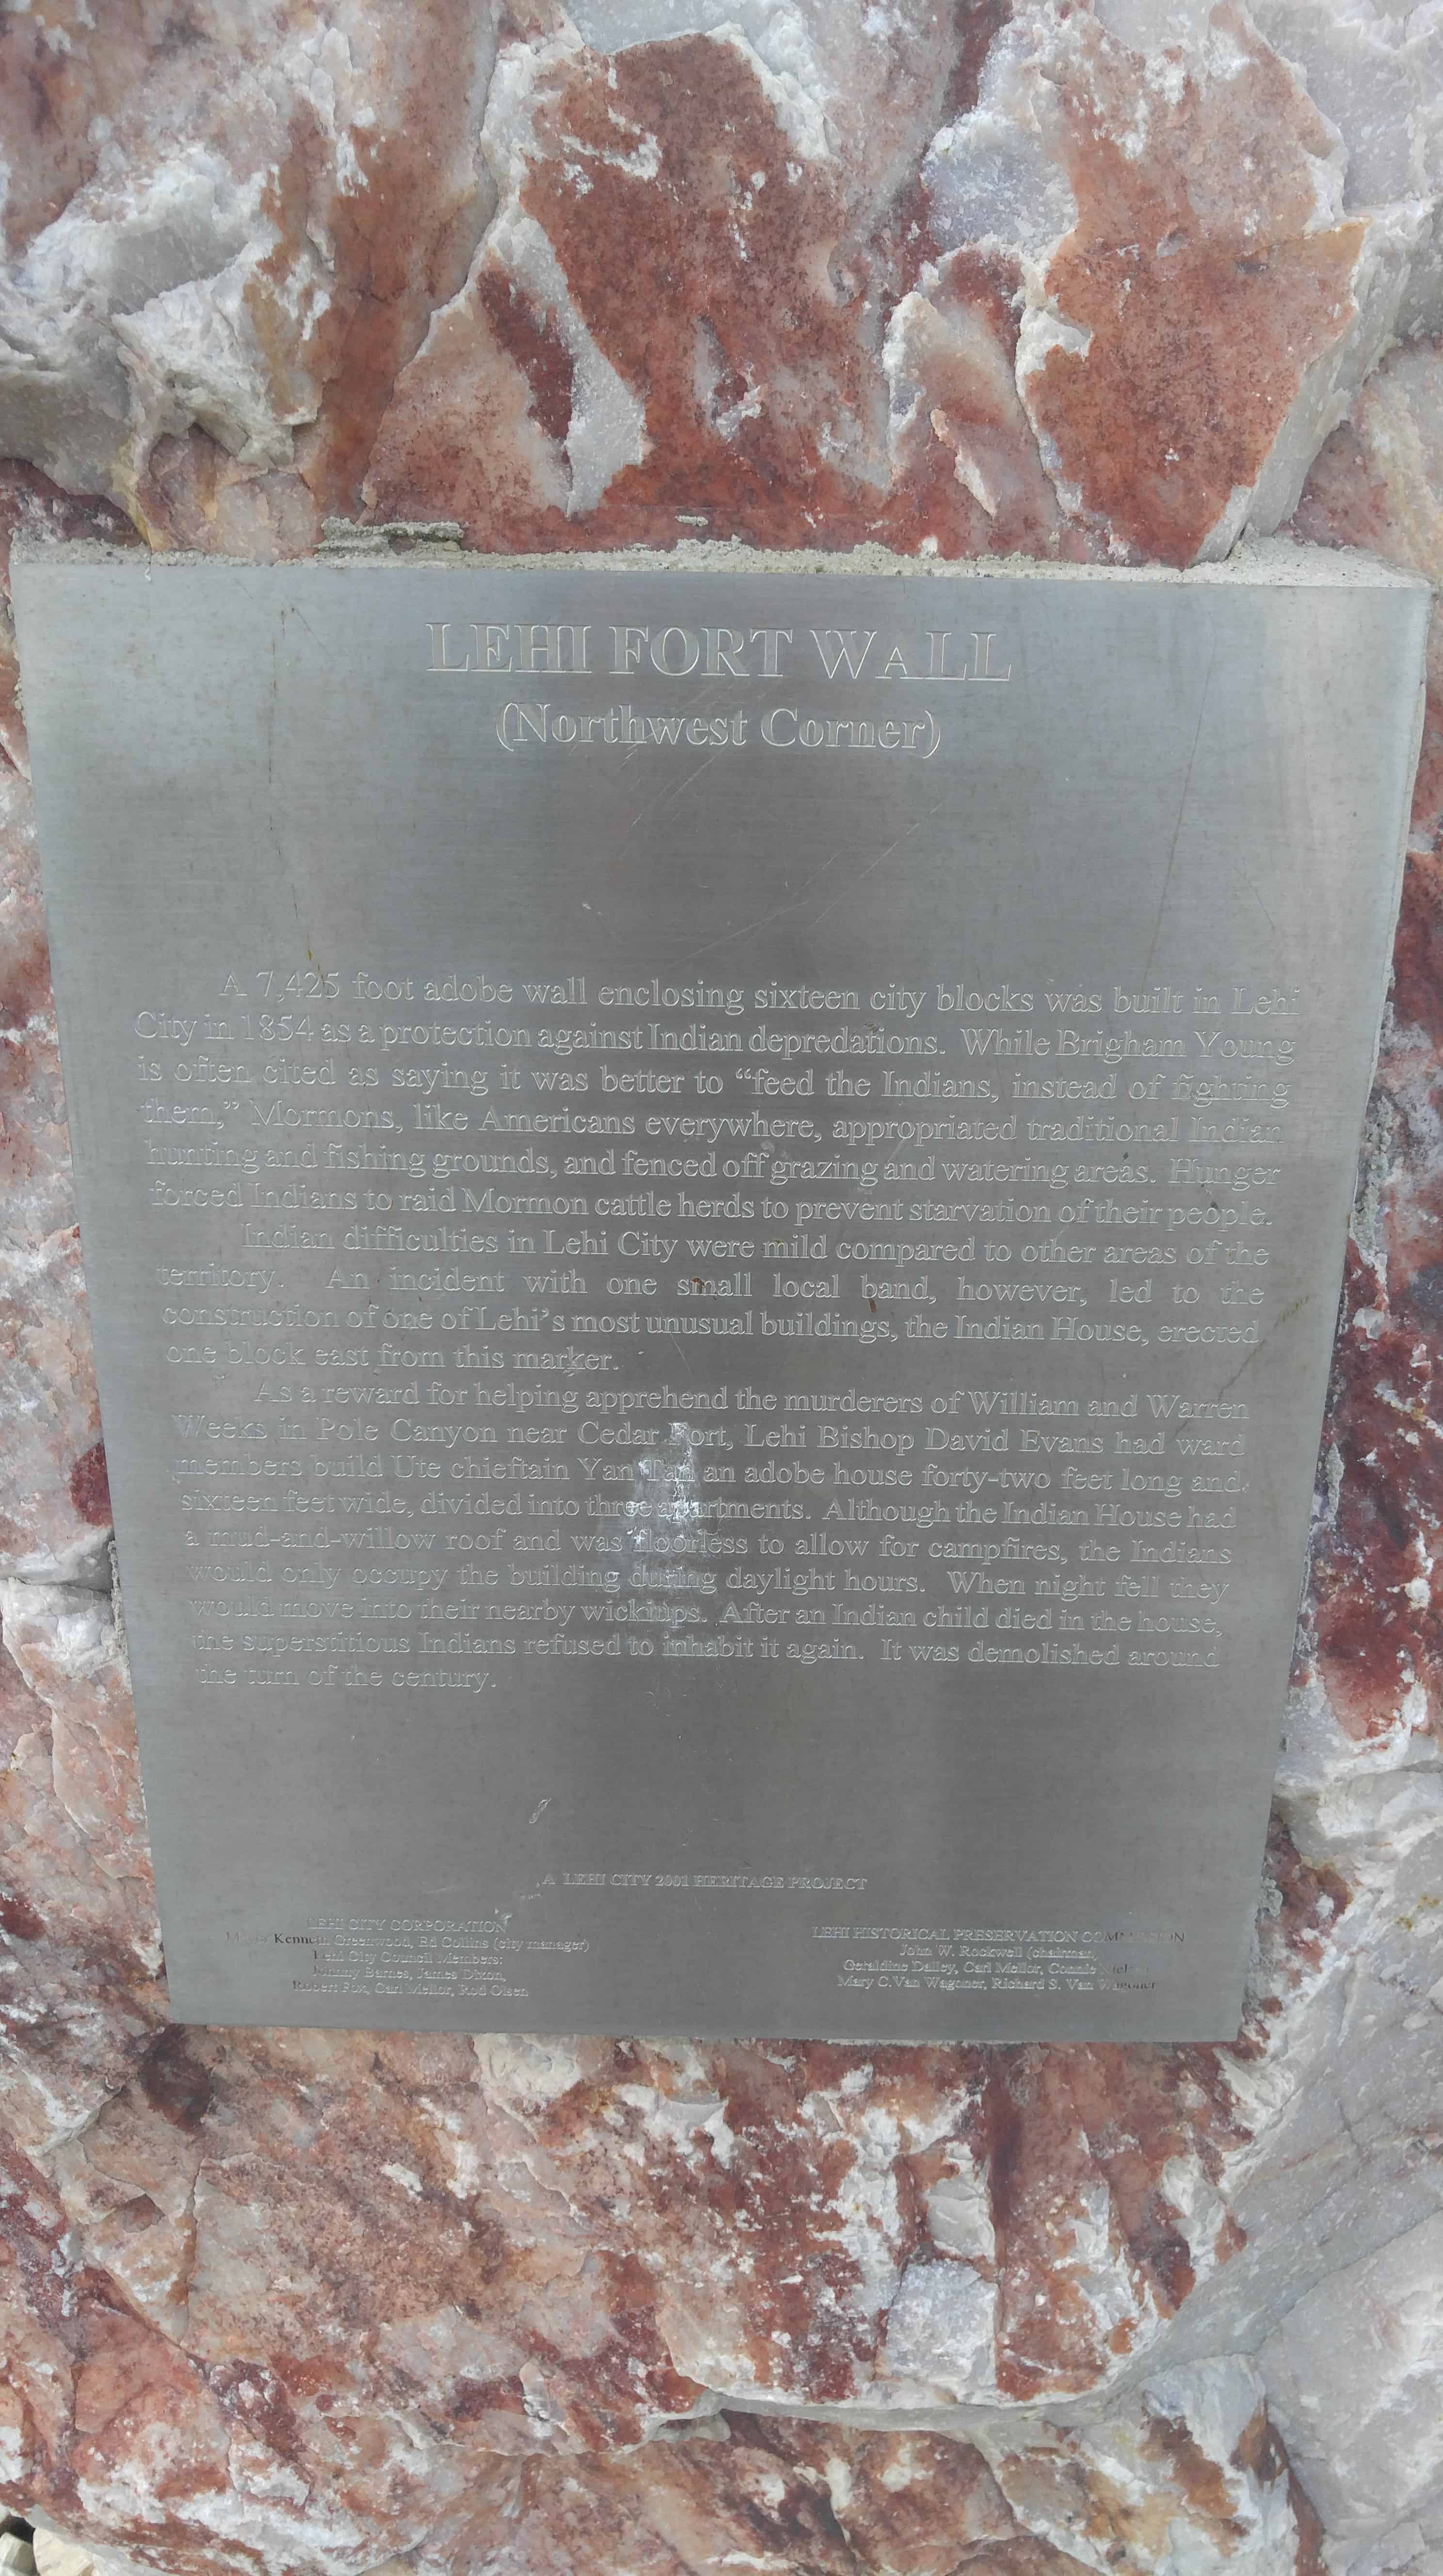 LEHI FORT WALL
(Northwest Corner)
A 7,425 foot adobe wall enclosing sixteen city blocks was built in Lehi
City in 1854 as a protection against Indian depredations. While Brigham Young
is often cited as saying it was better to “feed the Indians, instead of fighting
them,” Mormons, like Americans everywhere, appropriated traditional Indian
hunting and fishing grounds, and fenced off grazing and watering areas. Hunger
forced Indians to raid Mormon cattle herds to prevent starvation of their people.
Indian difficulties in Lehi City were mild compared to other areas of the
territory. An incident with one small local band, however, led to the
construction of one of Lehi’s most unusual buildings, the Indian House, erected
one block east from this marker.
As a reward for helping apprehend the murderers of William and Warren
Weeks in Pole Canyon near Cedar Fort, Lehi Bishop David Evans had ward
members build Ute chieftain Yan Tan an adobe house forty-two feet long and
sixteen feet wide, divided into three apartments. Although the Indian House had
a mud-and-willow roof and was floorless to allow for campfires, the Indians
would only occupy the building during daylight hours. When night fell they
would move into their nearby wickiups. After an Indian child died in the house,
the superstitious Indians refused to inhabit it again. It was demolished around
the turn of the century.
A LEHI CITY 2001 HERITAGE PROJECT
LEHI CITY CORPORATION
Kenneth Greenwood, Ed Collins (city manager)
Lehi City Council Members:
Johnny Barnes, James Dixon,
Robert Fox, Carl Mellor, Rod Olsen
LEHI HISTORICAL PRESERVATION COMMISSION
John W. Rockwell (chairman)
Geraldine Dalley, Carl Mellor, Connie
Mary C. Van Wagoner, Richard S. Van Wagoner